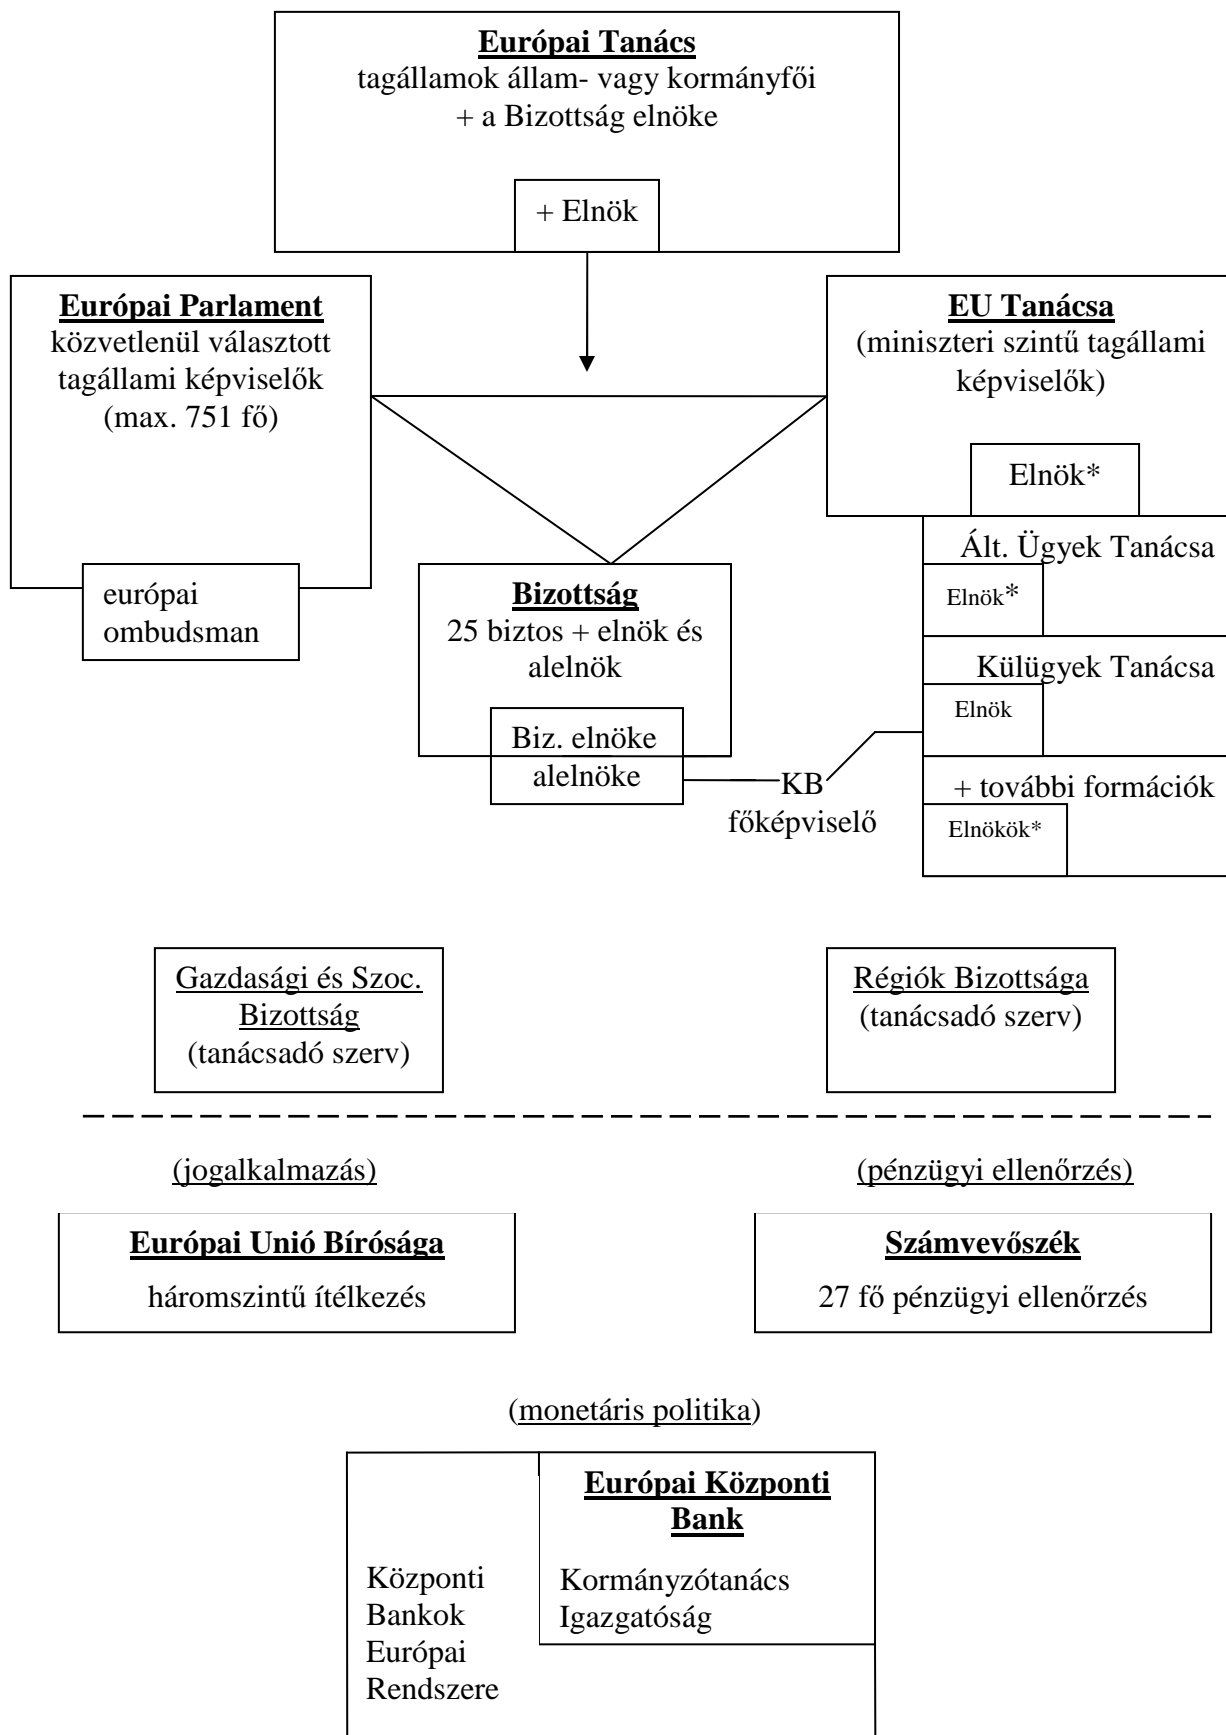 Európai Tanács
tagállamok állam- vagy kormányfői
+ a Bizottság elnöke
+ Elnök
Európai Parlament
közvetlenül választott
tagállami képviselők
(max. 751 fő)
európai
ombudsman
EU Tanácsa
(miniszteri szintű tagállami
képviselők)
Elnök*
Ált. Ügyek Tanácsa
Elnök*
Külügyek Tanácsa
Elnök
+ további formációk
Elnökök*
Bizottság
25 biztos + elnök és
alelnök
Biz. elnöke
alelnöke
KB
főképviselő
Gazdasági és Szoc.
Bizottság
(tanácsadó szerv)
Régiók Bizottsága
(tanácsadó szerv)
(jogalkalmazás)
(pénzügyi ellenőrzés)
Európai Unió Bírósága
háromszintű ítélkezés
Számvevőszék
27 fő pénzügyi ellenőrzés
(monetáris politika)
Európai Központi
Bank
Kormányzótanács
Igazgatóság
Központi
Bankok
Európai
Rendszere